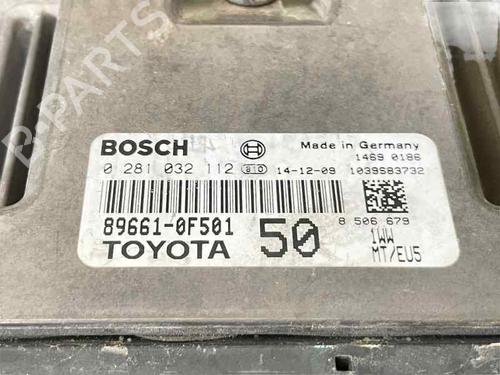 BOSCH
Made in Germany
1469 0186
0 281 032 112 810 14-12-09 1039S83732
89661-0F501
50
8 506 679
TOYOTA
1WW
MT/EU5
B-PARTS